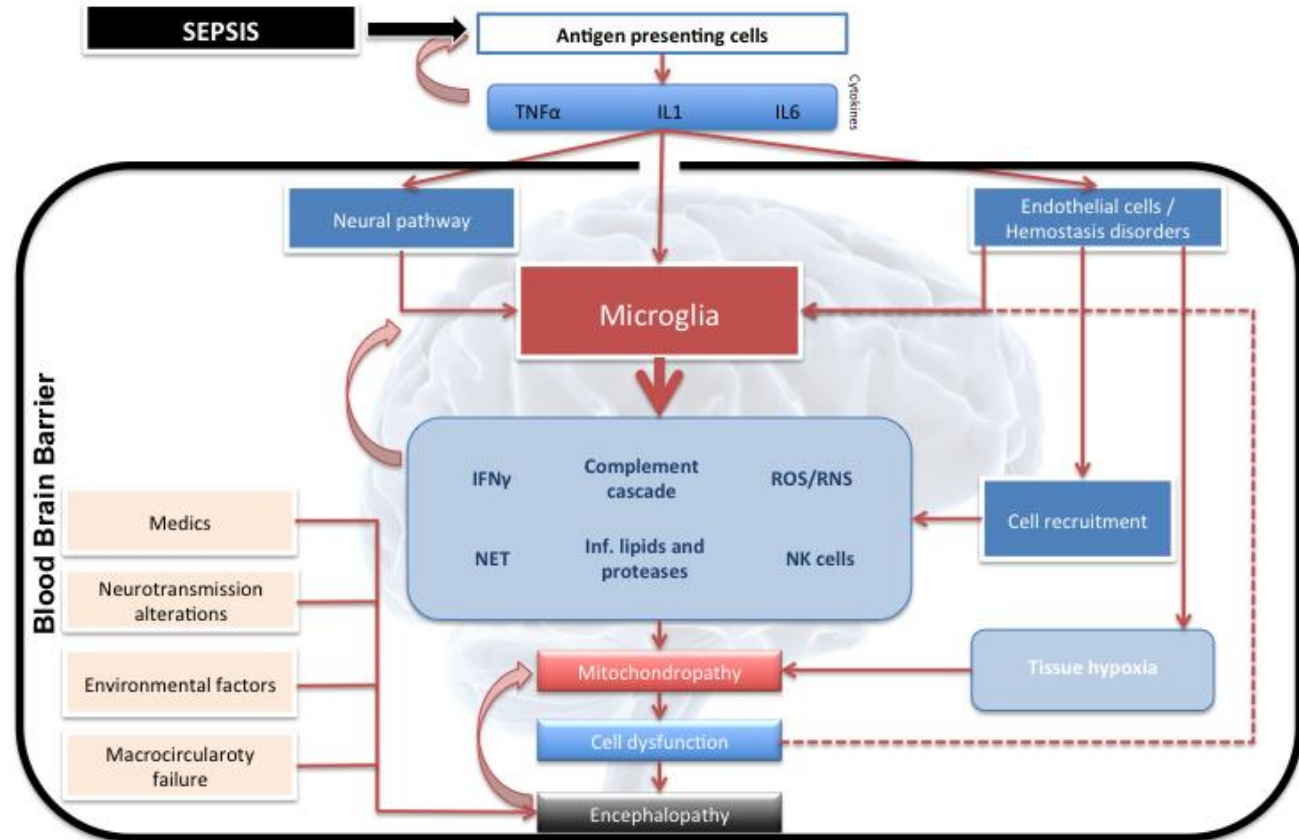 SEPSIS
Antigen presenting cells
TNFα IL1 IL6
Cytokines
Neural pathway
Endothelial cells /
Hemostasis disorders
Microglia
Blood Brain Barrier
IFNγ
Complement
cascade
ROS/RNS
NET
Inf. lipids and
proteases
NK cells
Cell recruitment
Medics
Neurotransmission
alterations
Environmental factors
Macrocircularoty
failure
Mitochondropathy
Tissue hypoxia
Cell dysfunction
Encephalopathy